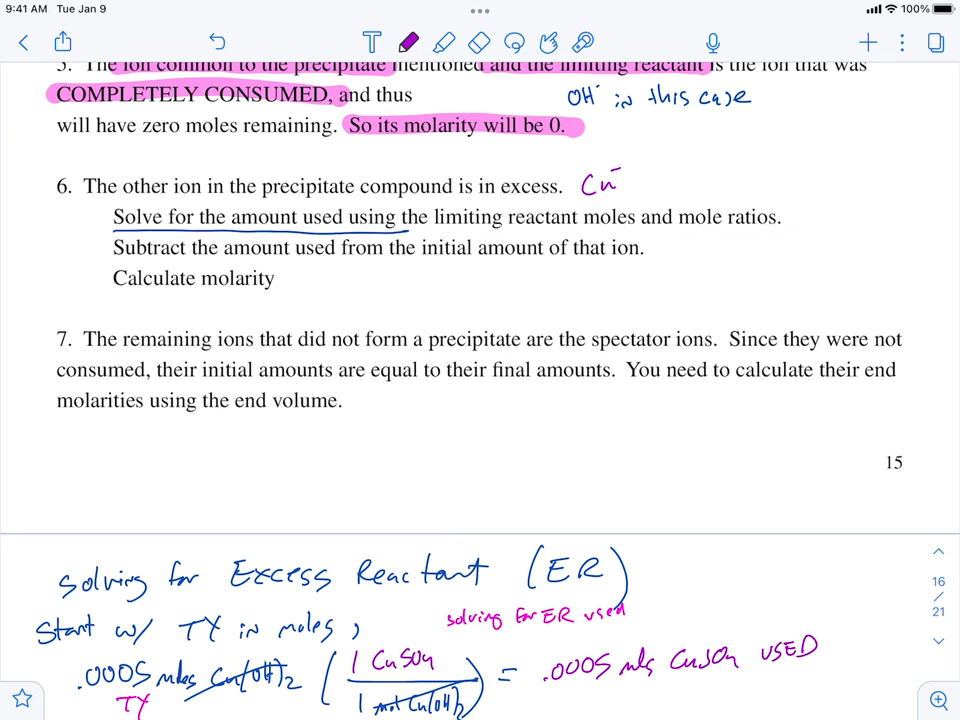 9:41 AM Tue Jan 9
100%
5. The ion common to the precipitate mentioned and the limiting reactant is the ion that was
COMPLETELY CONSUMED, and thus
OH⁻ in this case
will have zero moles remaining. So its molarity will be 0.
6. The other ion in the precipitate compound is in excess. Cu⁻
Solve for the amount used using the limiting reactant moles and mole ratios.
Subtract the amount used from the initial amount of that ion.
Calculate molarity
7. The remaining ions that did not form a precipitate are the spectator ions. Since they were not
consumed, their initial amounts are equal to their final amounts. You need to calculate their end
molarities using the end volume.
15
16
/
21
Solving for Excess Reactant (ER)
Start w/ TY in moles,
solving for ER used
.0005 moles Cu(OH)₂ ( 1 CuSO4 / 1 mol Cu(OH)₂ ) = .0005 mls CuSO4 USED
TY